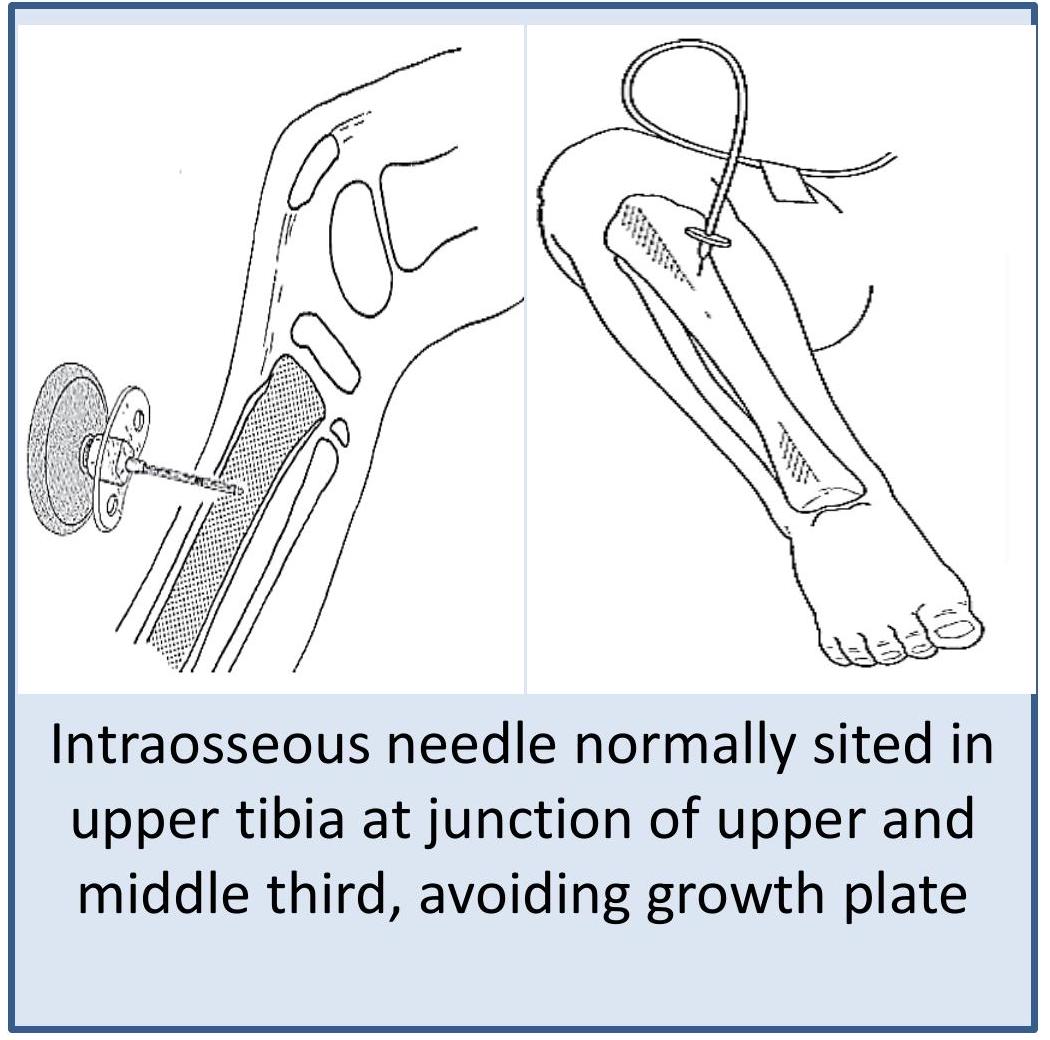 Intraosseous needle normally sited in
upper tibia at junction of upper and
middle third, avoiding growth plate